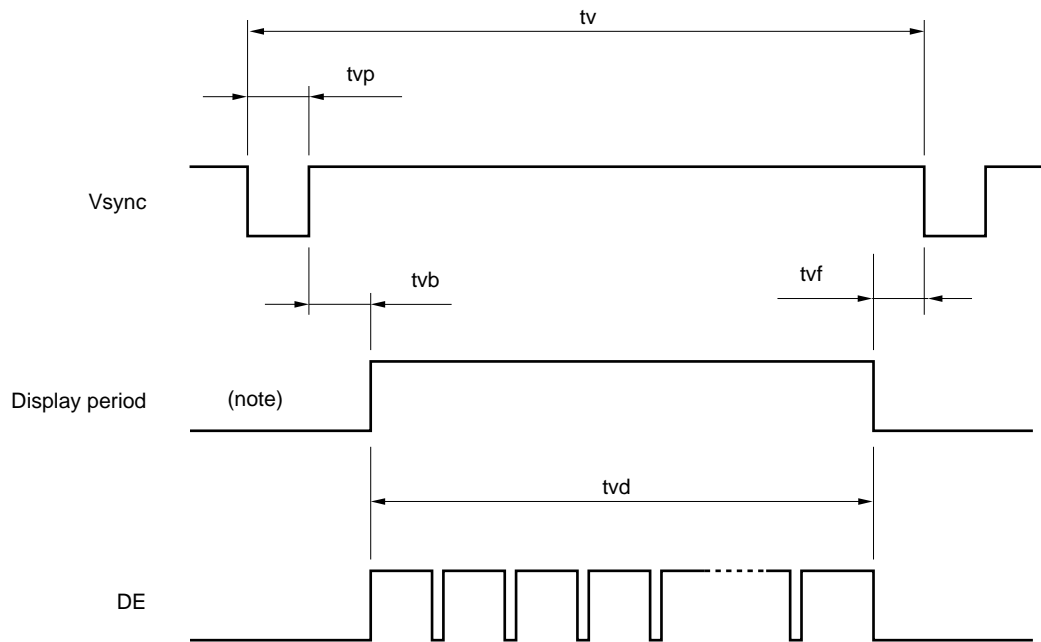 tv
tvp
Vsync
tvb
tvf
Display period
(note)
tvd
DE